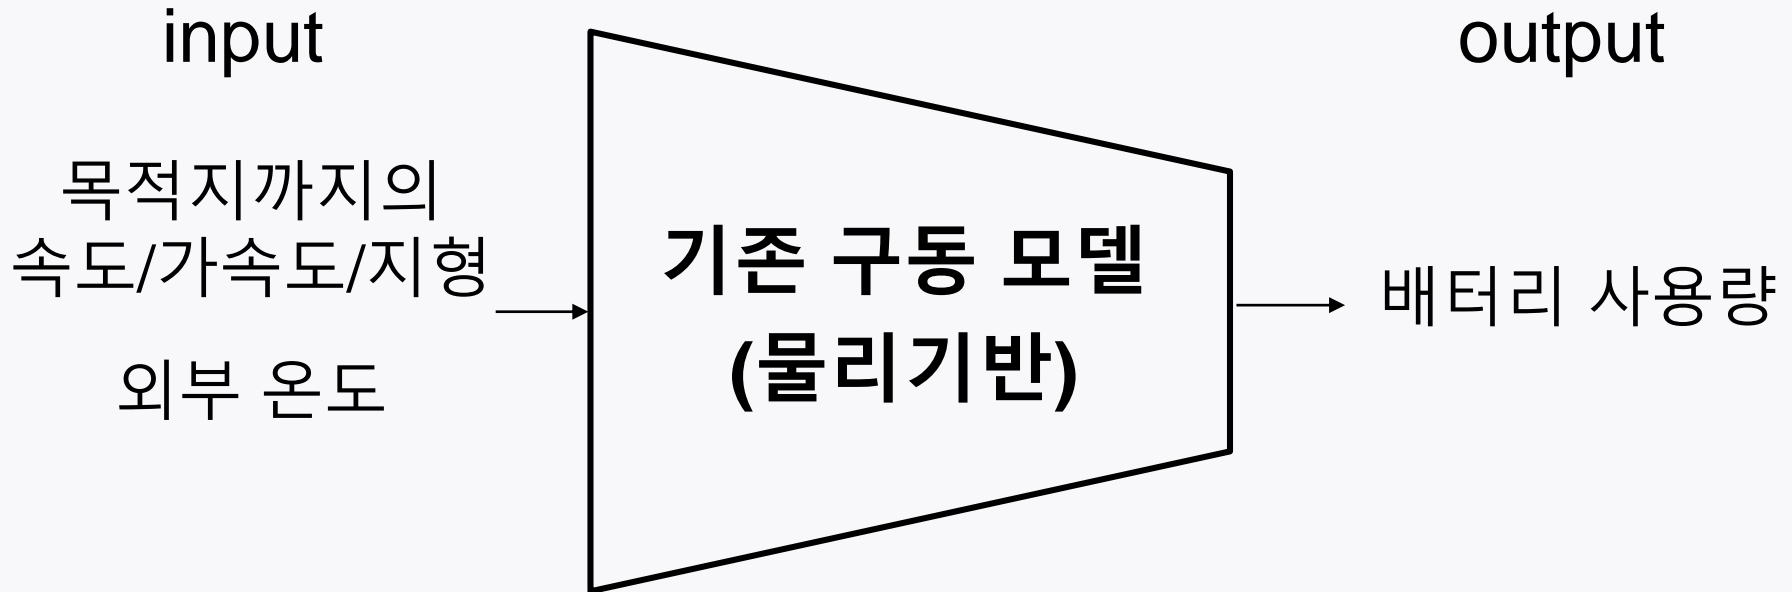 input
목적지까지의
속도/가속도/지형
외부 온도
기존 구동 모델
(물리기반)
output
배터리 사용량